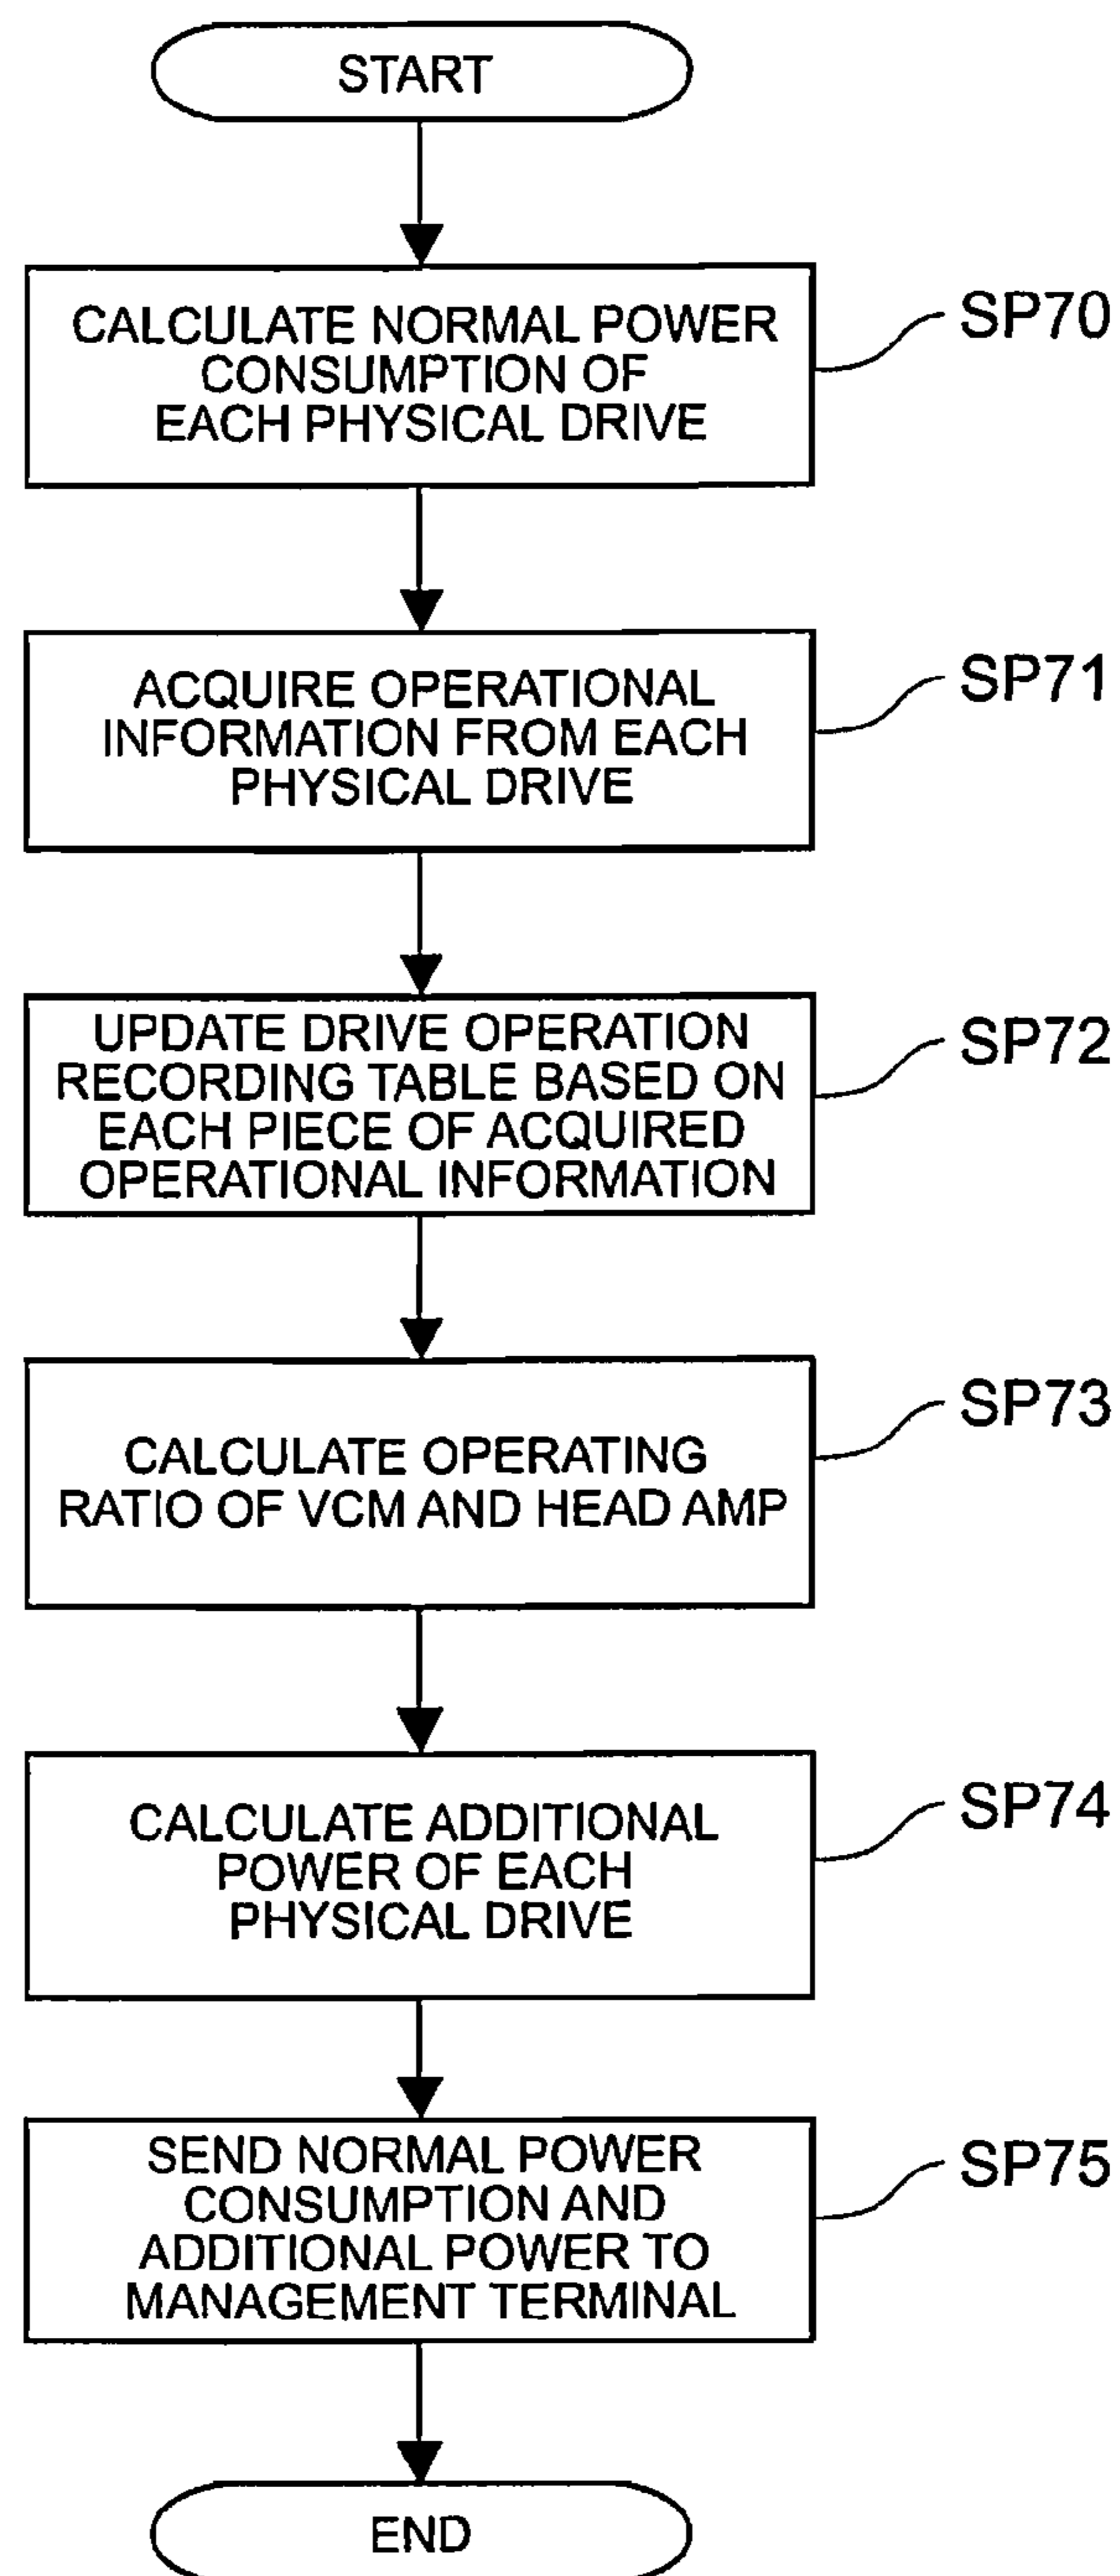 START
CALCULATE NORMAL POWER
CONSUMPTION OF
EACH PHYSICAL DRIVE
SP70
ACQUIRE OPERATIONAL
INFORMATION FROM EACH
PHYSICAL DRIVE
SP71
UPDATE DRIVE OPERATION
RECORDING TABLE BASED ON
EACH PIECE OF ACQUIRED
OPERATIONAL INFORMATION
SP72
CALCULATE OPERATING
RATIO OF VCM AND HEAD AMP
SP73
CALCULATE ADDITIONAL
POWER OF EACH
PHYSICAL DRIVE
SP74
SEND NORMAL POWER
CONSUMPTION AND
ADDITIONAL POWER TO
MANAGEMENT TERMINAL
SP75
END